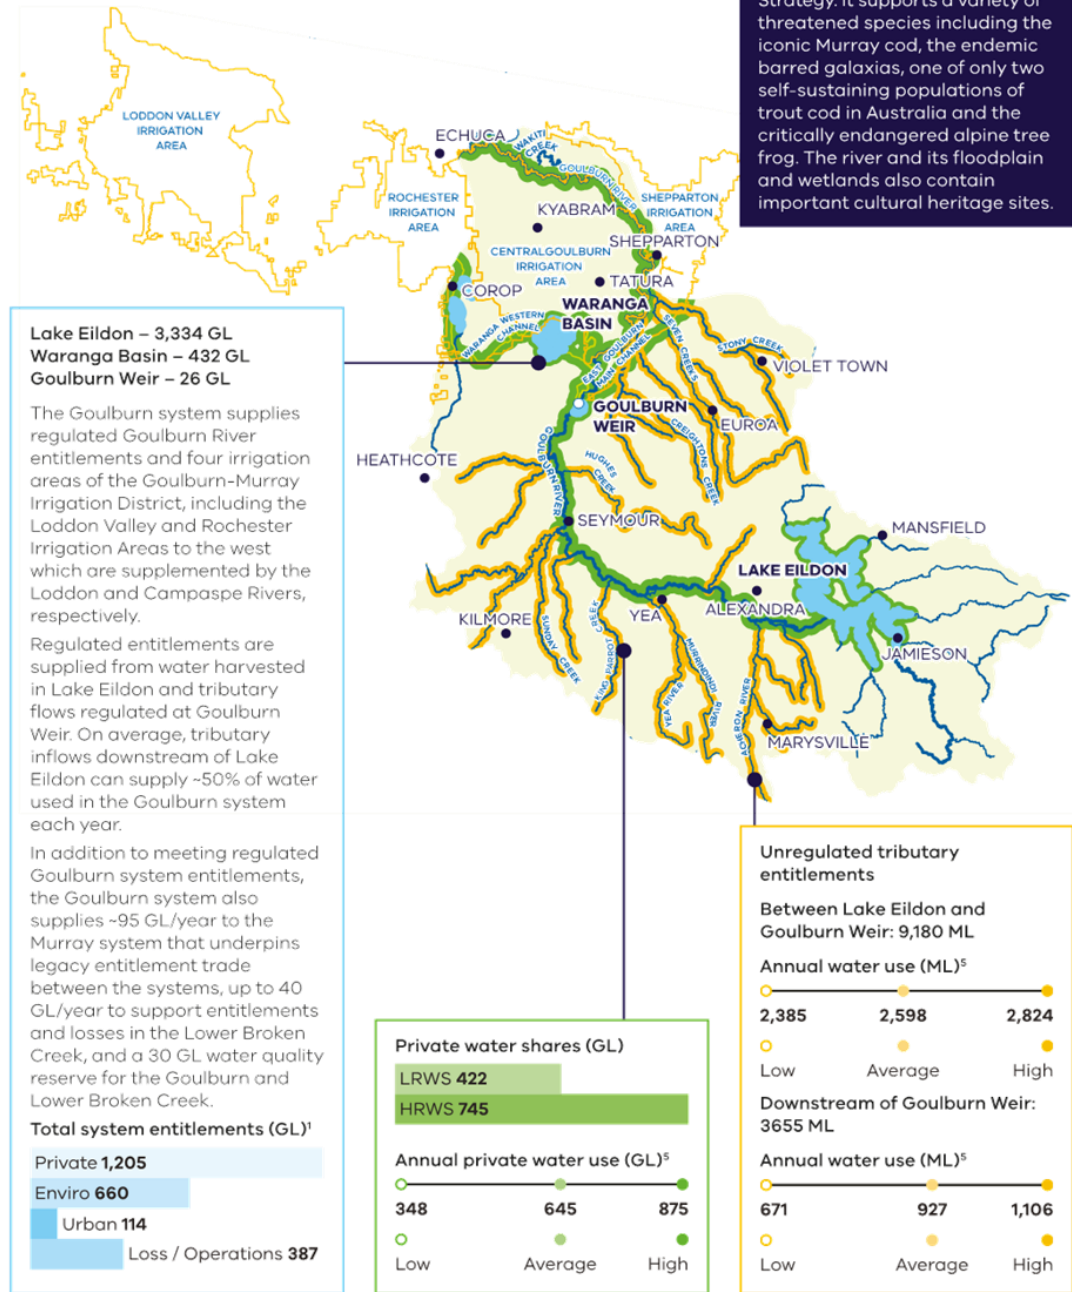 Strategy. It supports a variety of
threatened species including the
iconic Murray cod, the endemic
barred galaxias, one of only two
self-sustaining populations of
trout cod in Australia and the
critically endangered alpine tree
frog. The river and its floodplain
and wetlands also contain
important cultural heritage sites.
LODDON VALLEY
IRRIGATION
AREA
ECHUCA
WAKITI
CREEK
GOULBURN RIVER
ROCHESTER
IRRIGATION
AREA
KYABRAM
SHEPPARTON
IRRIGATION
AREA
SHEPPARTON
CENTRALGOULBURN
IRRIGATION
AREA
TATURA
COROP
WARANGA
BASIN
WARANGA WESTERN
CHANNEL
EAST GOULBURN
MAIN CHANNEL
SEVEN CREEKS
STONY CREEK
VIOLET TOWN
GOULBURN
WEIR
EUROA
CREIGHTONS
CREEK
HEATHCOTE
GOULBURN RIVER
HUGHES
CREEK
SEYMOUR
MANSFIELD
LAKE EILDON
ALEXANDRA
YEA
KILMORE
SUNDAY CREEK
KING PARROT CREEK
YEA RIVER
MURRINDINDI
RIVER
ACHERON RIVER
JAMIESON
MARYSVILLE
Lake Eildon – 3,334 GL
Waranga Basin – 432 GL
Goulburn Weir – 26 GL
The Goulburn system supplies
regulated Goulburn River
entitlements and four irrigation
areas of the Goulburn-Murray
Irrigation District, including the
Loddon Valley and Rochester
Irrigation Areas to the west
which are supplemented by the
Loddon and Campaspe Rivers,
respectively.
Regulated entitlements are
supplied from water harvested
in Lake Eildon and tributary
flows regulated at Goulburn
Weir. On average, tributary
inflows downstream of Lake
Eildon can supply ~50% of water
used in the Goulburn system
each year.
In addition to meeting regulated
Goulburn system entitlements,
the Goulburn system also
supplies ~95 GL/year to the
Murray system that underpins
legacy entitlement trade
between the systems, up to 40
GL/year to support entitlements
and losses in the Lower Broken
Creek, and a 30 GL water quality
reserve for the Goulburn and
Lower Broken Creek.
Total system entitlements (GL)¹
Private 1,205
Enviro 660
Urban 114
Loss / Operations 387
Private water shares (GL)
LRWS 422
HRWS 745
Annual private water use (GL)⁵
348 645 875
Low Average High
Unregulated tributary
entitlements
Between Lake Eildon and
Goulburn Weir: 9,180 ML
Annual water use (ML)⁵
2,385 2,598 2,824
Low Average High
Downstream of Goulburn Weir:
3655 ML
Annual water use (ML)⁵
671 927 1,106
Low Average High